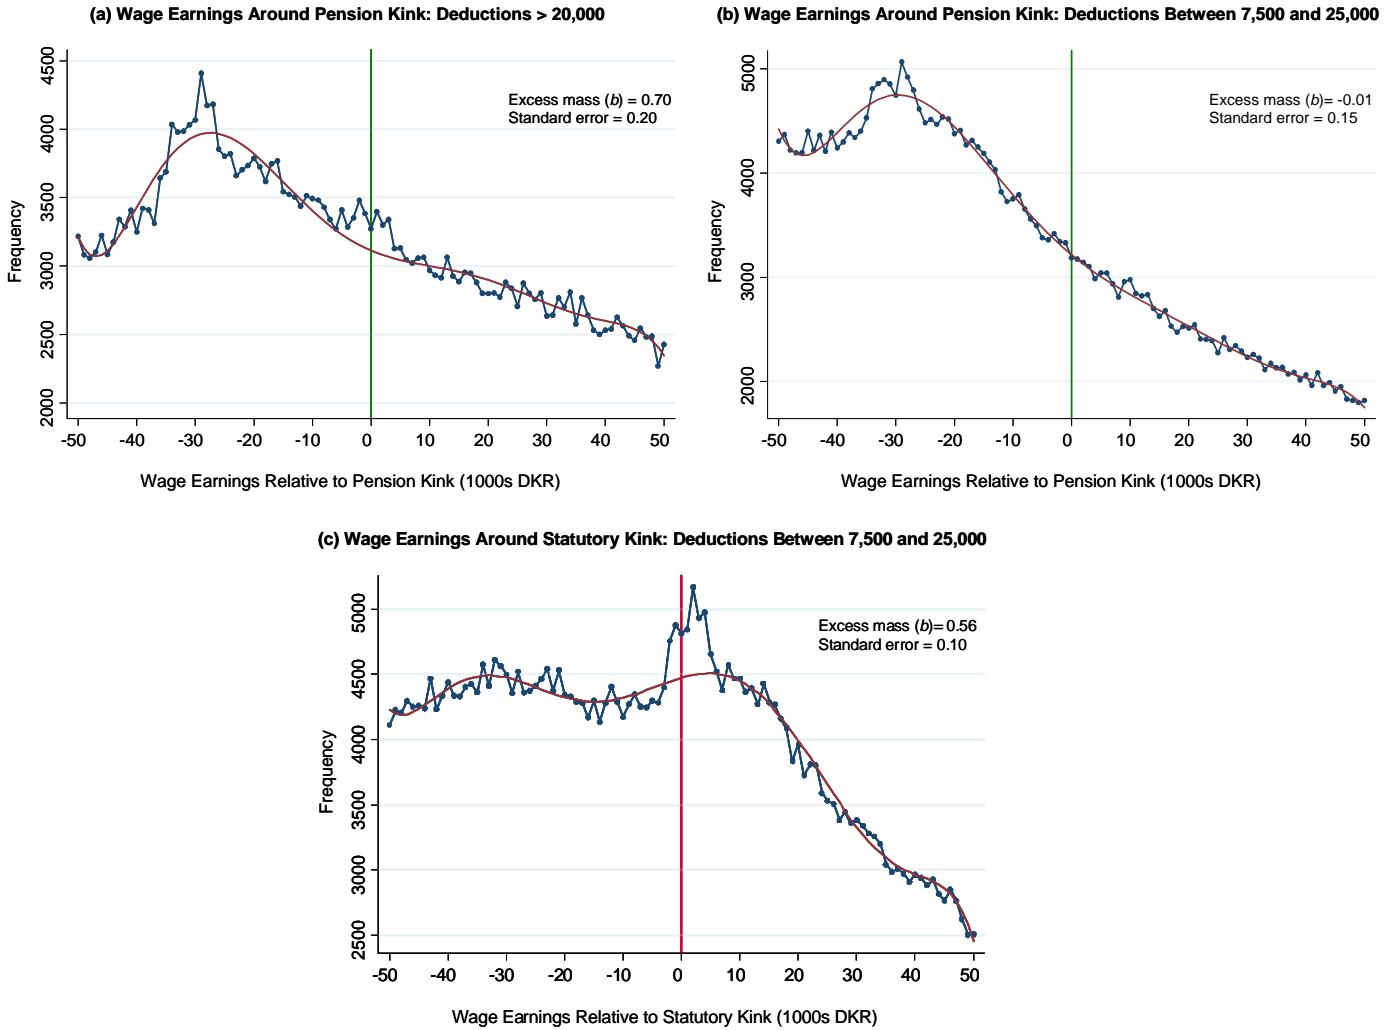 (a) Wage Earnings Around Pension Kink: Deductions > 20,000
Frequency
4500
4000
3500
3000
2500
2000
Excess mass (b) = 0.70
Standard error = 0.20
-50 -40 -30 -20 -10 0 10 20 30 40 50
Wage Earnings Relative to Pension Kink (1000s DKR)
(b) Wage Earnings Around Pension Kink: Deductions Between 7,500 and 25,000
Frequency
5000
4000
3000
2000
Excess mass (b)= -0.01
Standard error = 0.15
-50 -40 -30 -20 -10 0 10 20 30 40 50
Wage Earnings Relative to Pension Kink (1000s DKR)
(c) Wage Earnings Around Statutory Kink: Deductions Between 7,500 and 25,000
Frequency
5000
4500
4000
3500
3000
2500
Excess mass (b)= 0.56
Standard error = 0.10
-50 -40 -30 -20 -10 0 10 20 30 40 50
Wage Earnings Relative to Statutory Kink (1000s DKR)